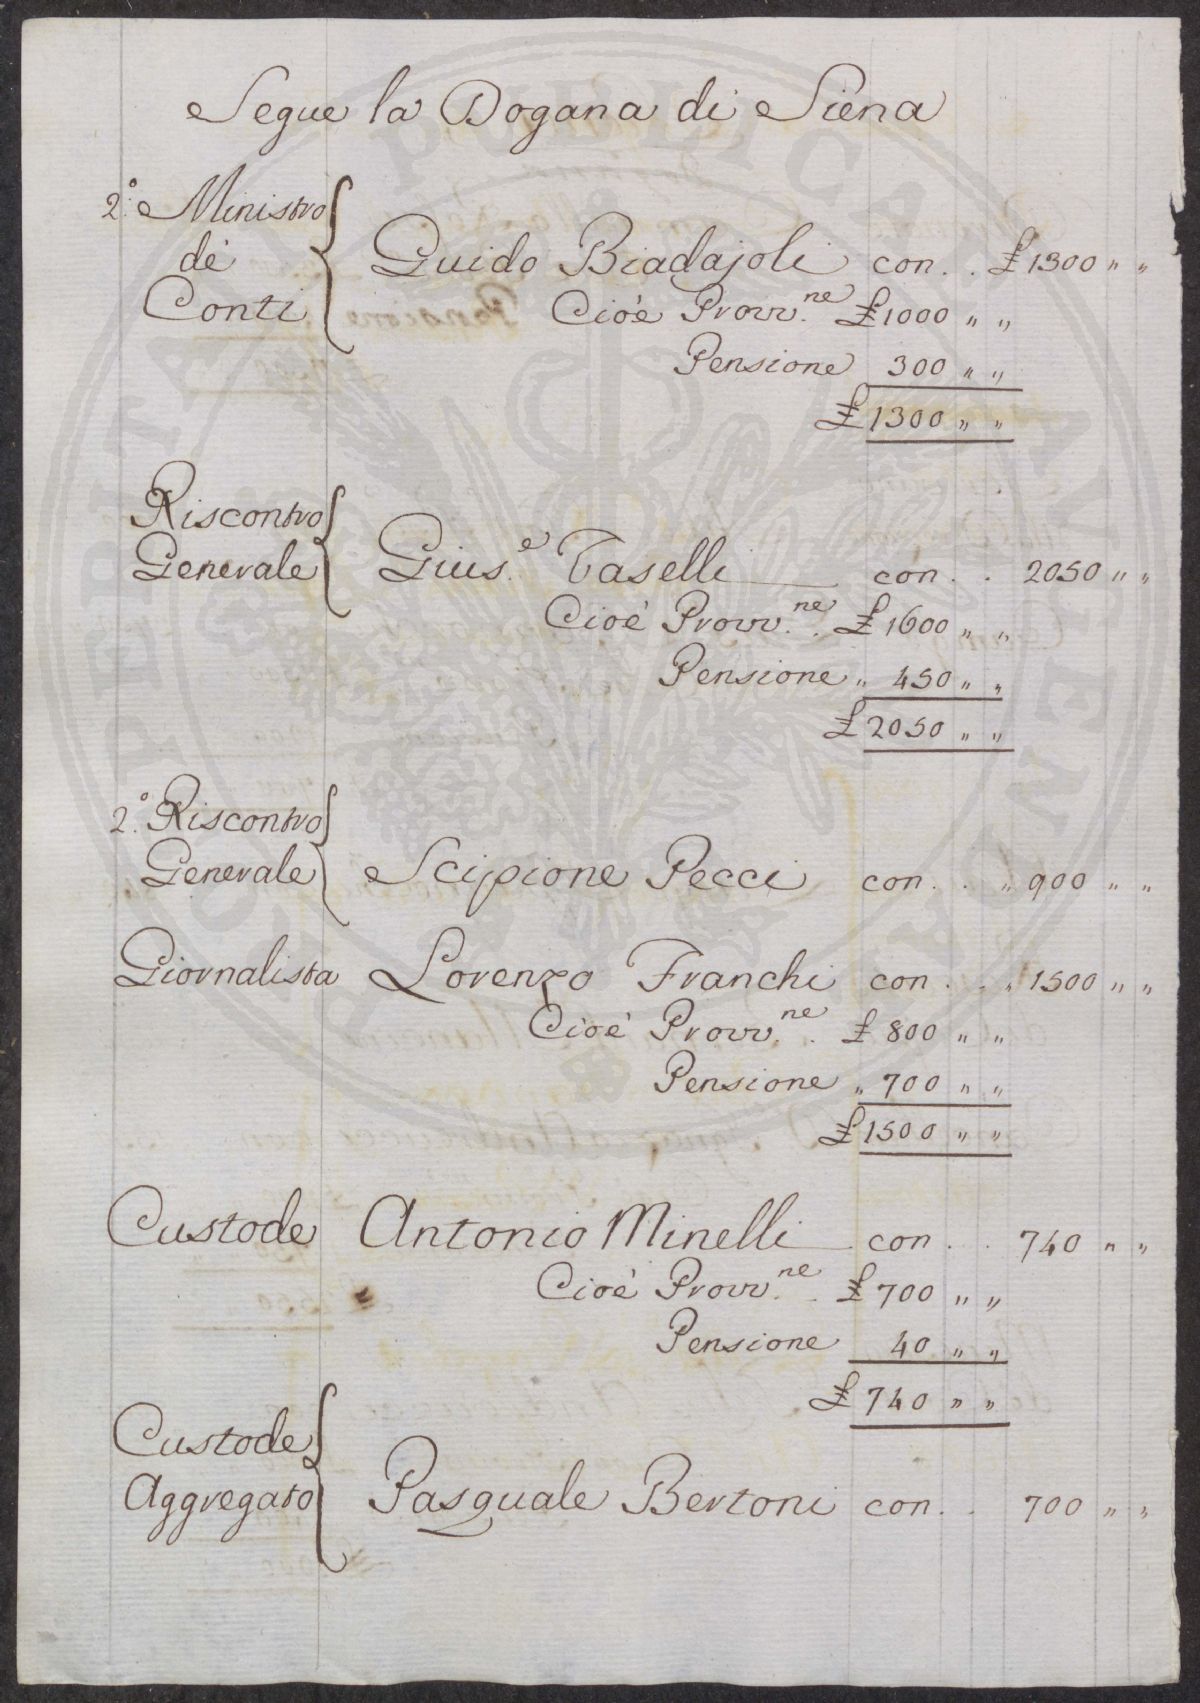 Segue la Dogana di Siena
2.º Ministro
dè
Conti
Guido Biadajoli con . . £ 1300 " "
Cioè Provv.ne £ 1000 " "
Pensione 300 " "
£ 1300 " "
Riscontro
Generale
Gius.e Taselli con . . 2050 " "
Cioè Provv.ne . £ 1600 " "
Pensione " 450 " "
£ 2050 " "
2.º Riscontro
Generale
Scipione Pecci con . . " 900 " "
Giornalista Lorenzo Franchi con . . " 1500 " "
Cioè Provv.ne . £ 800 " "
Pensione " 700 " "
£ 1500 " "
Custode Antonio Minelli con . . 740 " "
Cioè Provv.ne . £ 700 " "
Pensione 40 " "
£ 740 " "
Custode
Aggregato
Pasquale Bertoni con . . 700 " "